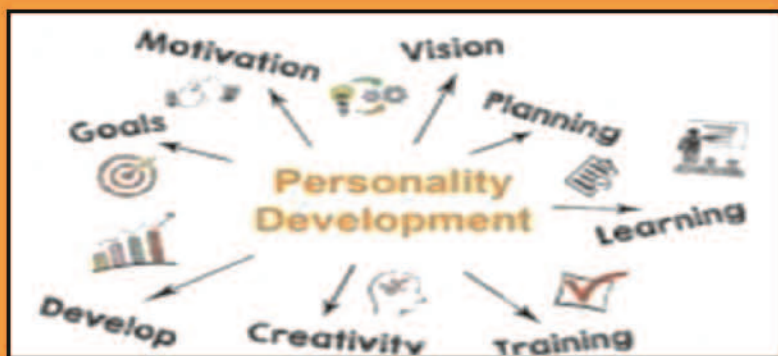 Motivation
Vision
Goals
Planning
Personality
Development
Learning
Develop
Creativity
Training